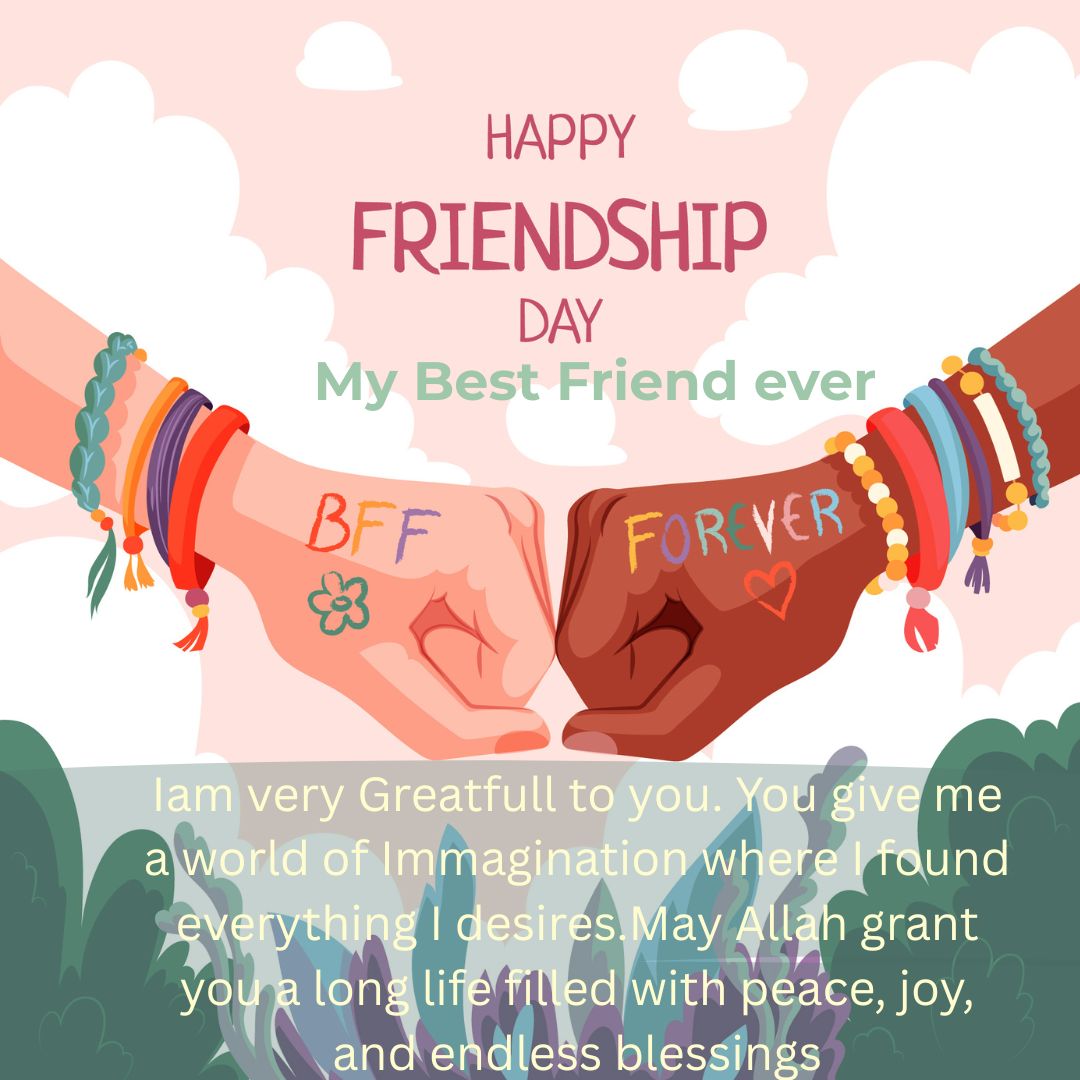 HAPPY
FRIENDSHIP
DAY
My Best Friend ever
BFF
FOREVER
Iam very Greatfull to you. You give me
a world of Immagination where I found
everything I desires.May Allah grant
you a long life filled with peace, joy,
and endless blessings